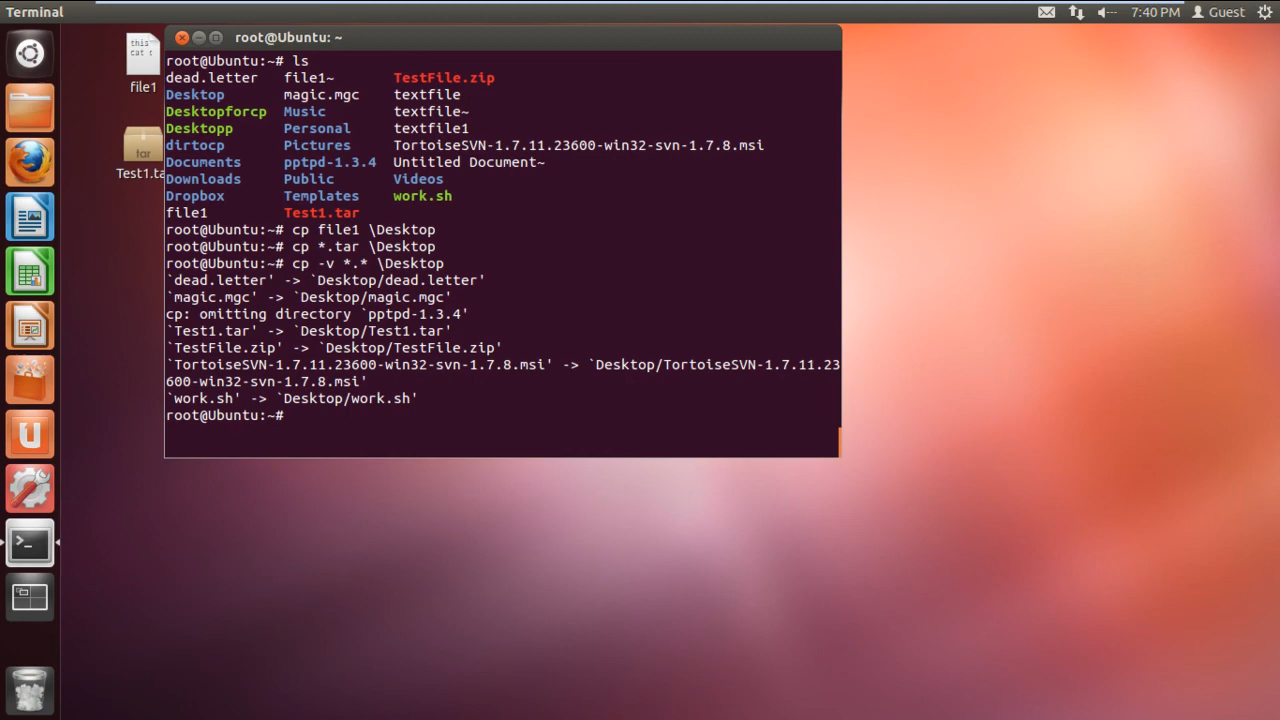 Terminal
7:40 PM Guest
this
cat
file1
tar
Test1.ta
root@Ubuntu: ~
root@Ubuntu:~# ls
dead.letter file1~ TestFile.zip
Desktop magic.mgc textfile
Desktopforcp Music textfile~
Desktopp Personal textfile1
dirtocp Pictures TortoiseSVN-1.7.11.23600-win32-svn-1.7.8.msi
Documents pptpd-1.3.4 Untitled Document~
Downloads Public Videos
Dropbox Templates work.sh
file1 Test1.tar
root@Ubuntu:~# cp file1 \Desktop
root@Ubuntu:~# cp *.tar \Desktop
root@Ubuntu:~# cp -v *.* \Desktop
`dead.letter' -> `Desktop/dead.letter'
`magic.mgc' -> `Desktop/magic.mgc'
cp: omitting directory `pptpd-1.3.4'
`Test1.tar' -> `Desktop/Test1.tar'
`TestFile.zip' -> `Desktop/TestFile.zip'
`TortoiseSVN-1.7.11.23600-win32-svn-1.7.8.msi' -> `Desktop/TortoiseSVN-1.7.11.23
600-win32-svn-1.7.8.msi'
`work.sh' -> `Desktop/work.sh'
root@Ubuntu:~#